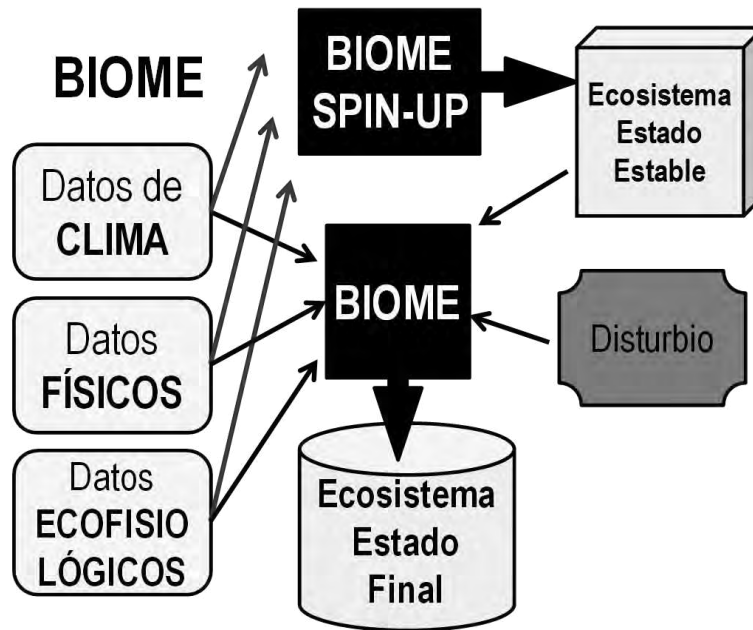 BIOME
BIOME
SPIN-UP
Ecosistema
Estado
Estable
Datos de
CLIMA
BIOME
Disturbio
Datos
FÍSICOS
Datos
ECOFISIO
LÓGICOS
Ecosistema
Estado
Final